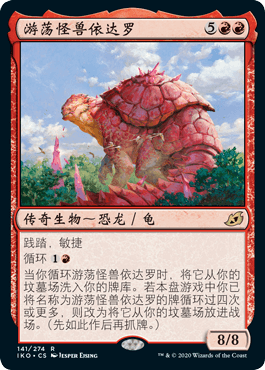 游荡怪兽依达罗 5
传奇生物～恐龙／龟
践踏，敏捷
循环 1
当你循环游荡怪兽依达罗时，将它从你的
坟墓场洗入你的牌库。若本盘游戏中你已
将名称为游荡怪兽依达罗的牌循环过四次
或更多，则改为将它从你的坟墓场放进战
场。（先如此作后再抓牌。）
8/8
141/274 R
IKO • CS Jesper Ejsing
™ & © 2020 Wizards of the Coast